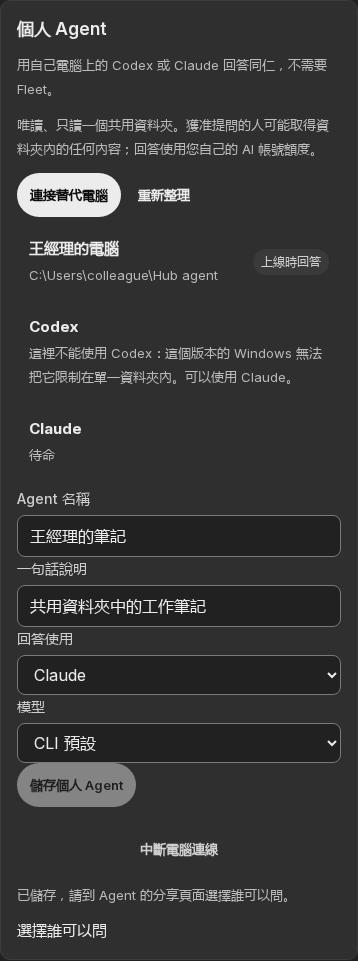 個人 Agent
用自己電腦上的 Codex 或 Claude 回答同仁，不需要
Fleet。
唯讀、只讀一個共用資料夾。獲准提問的人可能取得資
料夾內的任何內容；回答使用您自己的 AI 帳號額度。
連接替代電腦
重新整理
王經理的電腦
C:\Users\colleague\Hub agent
上線時回答
Codex
這裡不能使用 Codex：這個版本的 Windows 無法
把它限制在單一資料夾內。可以使用 Claude。
Claude
待命
Agent 名稱
王經理的筆記
一句話說明
共用資料夾中的工作筆記
回答使用
Claude
模型
CLI 預設
儲存個人 Agent
中斷電腦連線
已儲存，請到 Agent 的分享頁面選擇誰可以問。
選擇誰可以問